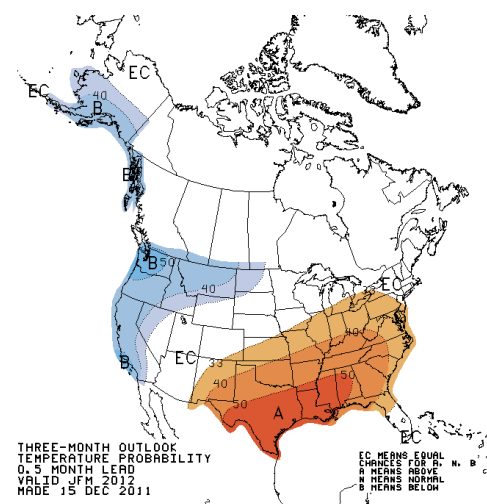 EC
EC
40
B
B
B
50
40
EC
33
EC
33
40
40
50
50
B
A
EC
THREE-MONTH OUTLOOK
TEMPERATURE PROBABILITY
0.5 MONTH LEAD
VALID JFM 2012
MADE 15 DEC 2011
EC MEANS EQUAL
CHANCES FOR A, N, B
A MEANS ABOVE
N MEANS NORMAL
B MEANS BELOW